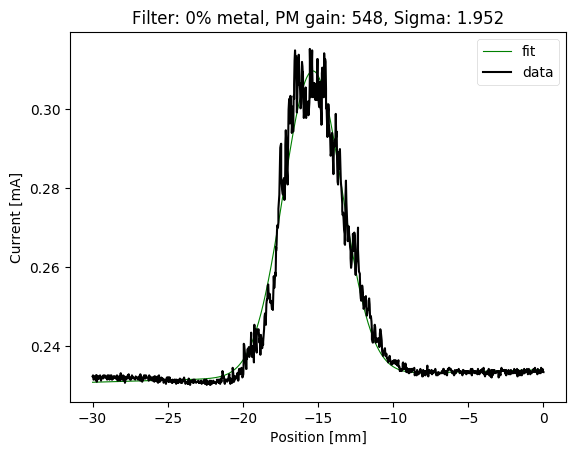 Filter: 0% metal, PM gain: 548, Sigma: 1.952
fit
data
Current [mA]
0.30
0.28
0.26
0.24
−30
−25
−20
−15
−10
−5
0
Position [mm]